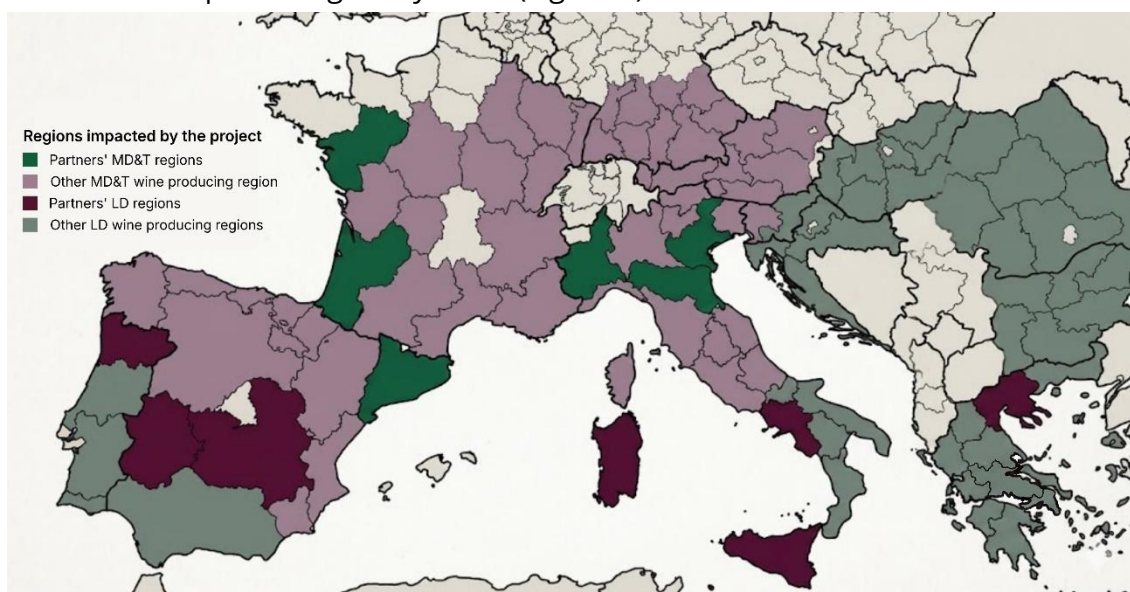 Regions impacted by the project
Partners' MD&T regions
Other MD&T wine producing region
Partners' LD regions
Other LD wine producing regions